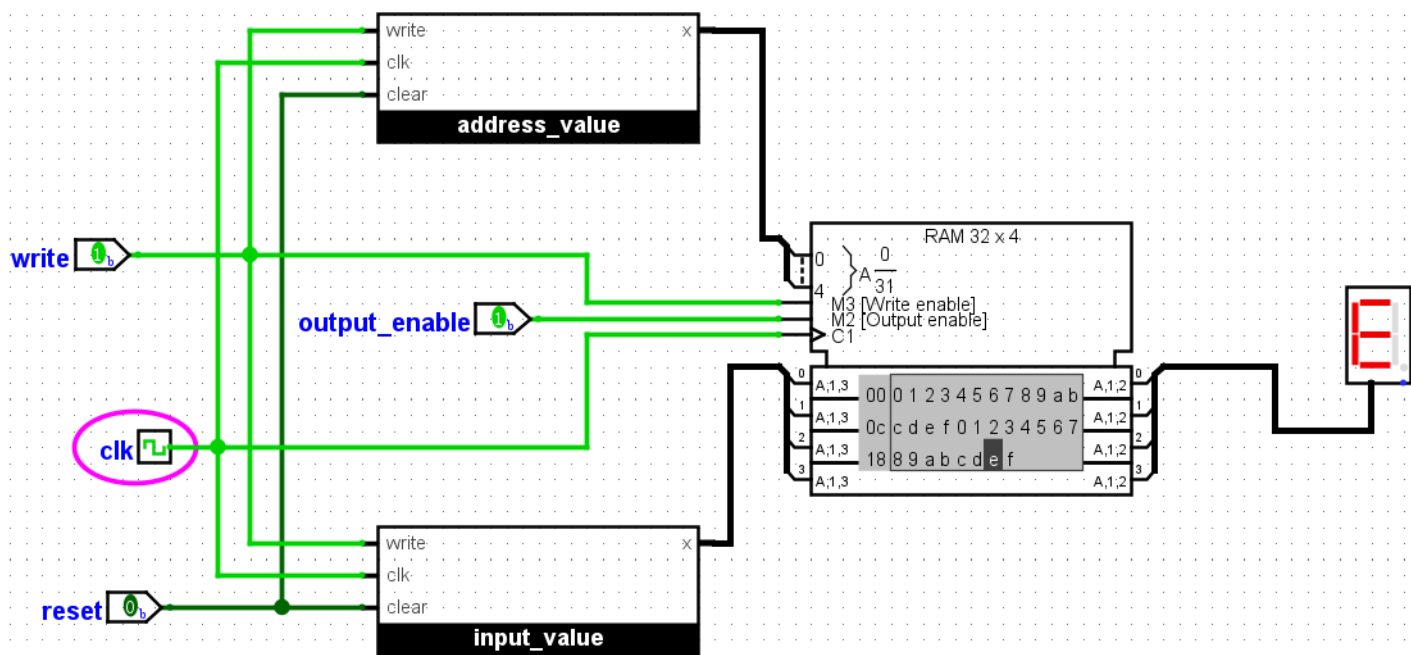 write x
clk
clear
address_value
RAM 32 x 4
0 A 0
4 31
write 1 b
M3 [Write enable]
output_enable 1 b
M2 [Output enable]
C1
0 A,1,3 00 0 1 2 3 4 5 6 7 8 9 a b A,1,2 0
1 A,1,3 0c c d e f 0 1 2 3 4 5 6 7 A,1,2 1
2 A,1,3 18 8 9 a b c d e f A,1,2 2
3 A,1,3 A,1,2 3
E
clk
write x
clk
reset 0 b
clear
input_value